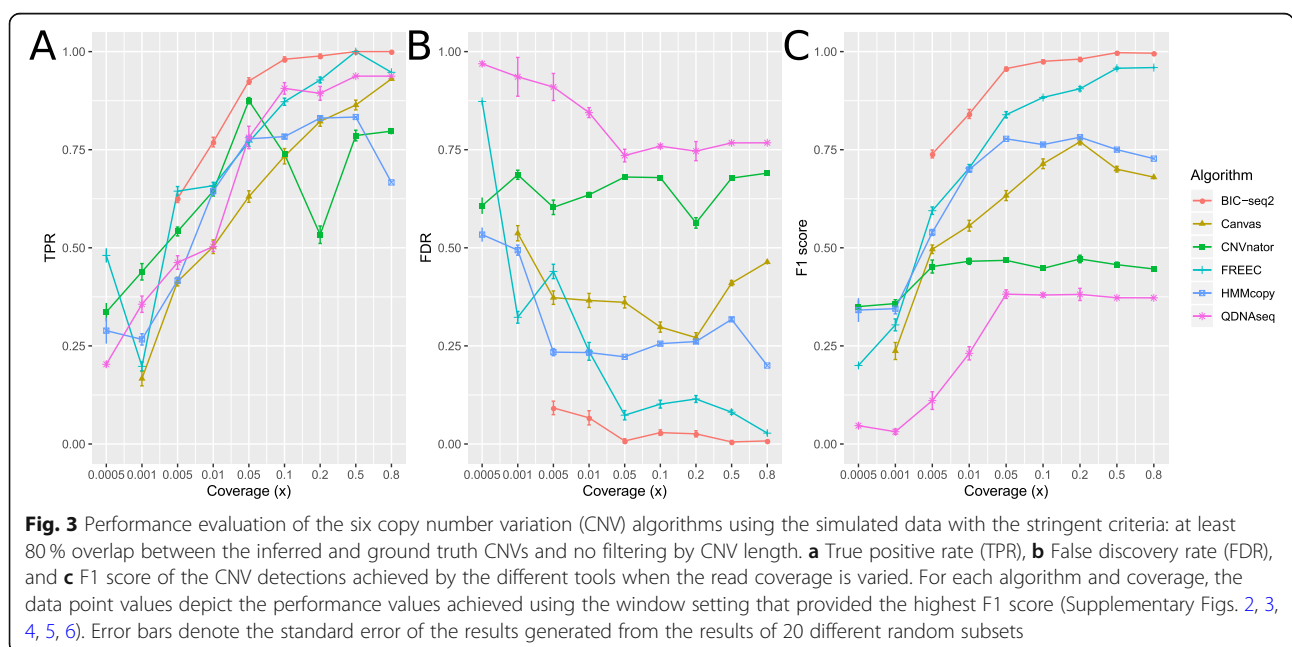 A
B
C
1.00
0.75
0.50
0.25
0.00
TPR
0.0005 0.001 0.005 0.01 0.05 0.1 0.2 0.5 0.8
Coverage (x)
1.00
0.75
0.50
0.25
0.00
FDR
0.0005 0.001 0.005 0.01 0.05 0.1 0.2 0.5 0.8
Coverage (x)
1.00
0.75
0.50
0.25
0.00
F1 score
0.0005 0.001 0.005 0.01 0.05 0.1 0.2 0.5 0.8
Coverage (x)
Algorithm
BIC−seq2
Canvas
CNVnator
FREEC
HMMcopy
QDNAseq
Fig. 3 Performance evaluation of the six copy number variation (CNV) algorithms using the simulated data with the stringent criteria: at least
80 % overlap between the inferred and ground truth CNVs and no filtering by CNV length. a True positive rate (TPR), b False discovery rate (FDR),
and c F1 score of the CNV detections achieved by the different tools when the read coverage is varied. For each algorithm and coverage, the
data point values depict the performance values achieved using the window setting that provided the highest F1 score (Supplementary Figs. 2, 3,
4, 5, 6). Error bars denote the standard error of the results generated from the results of 20 different random subsets